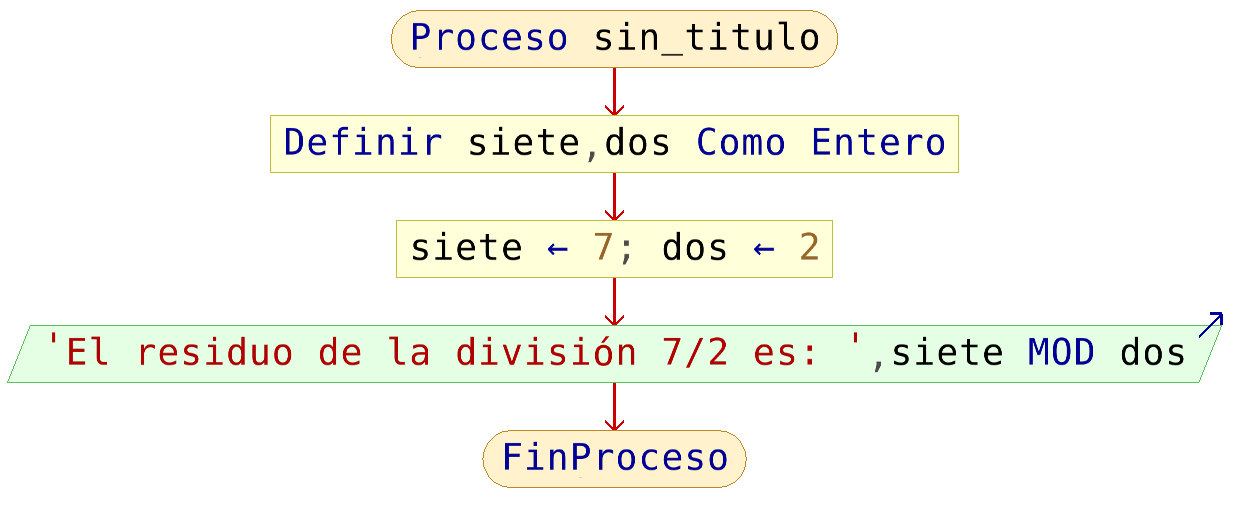 Proceso sin_titulo
Definir siete,dos Como Entero
siete ← 7; dos ← 2
'El residuo de la división 7/2 es: ',siete MOD dos
FinProceso